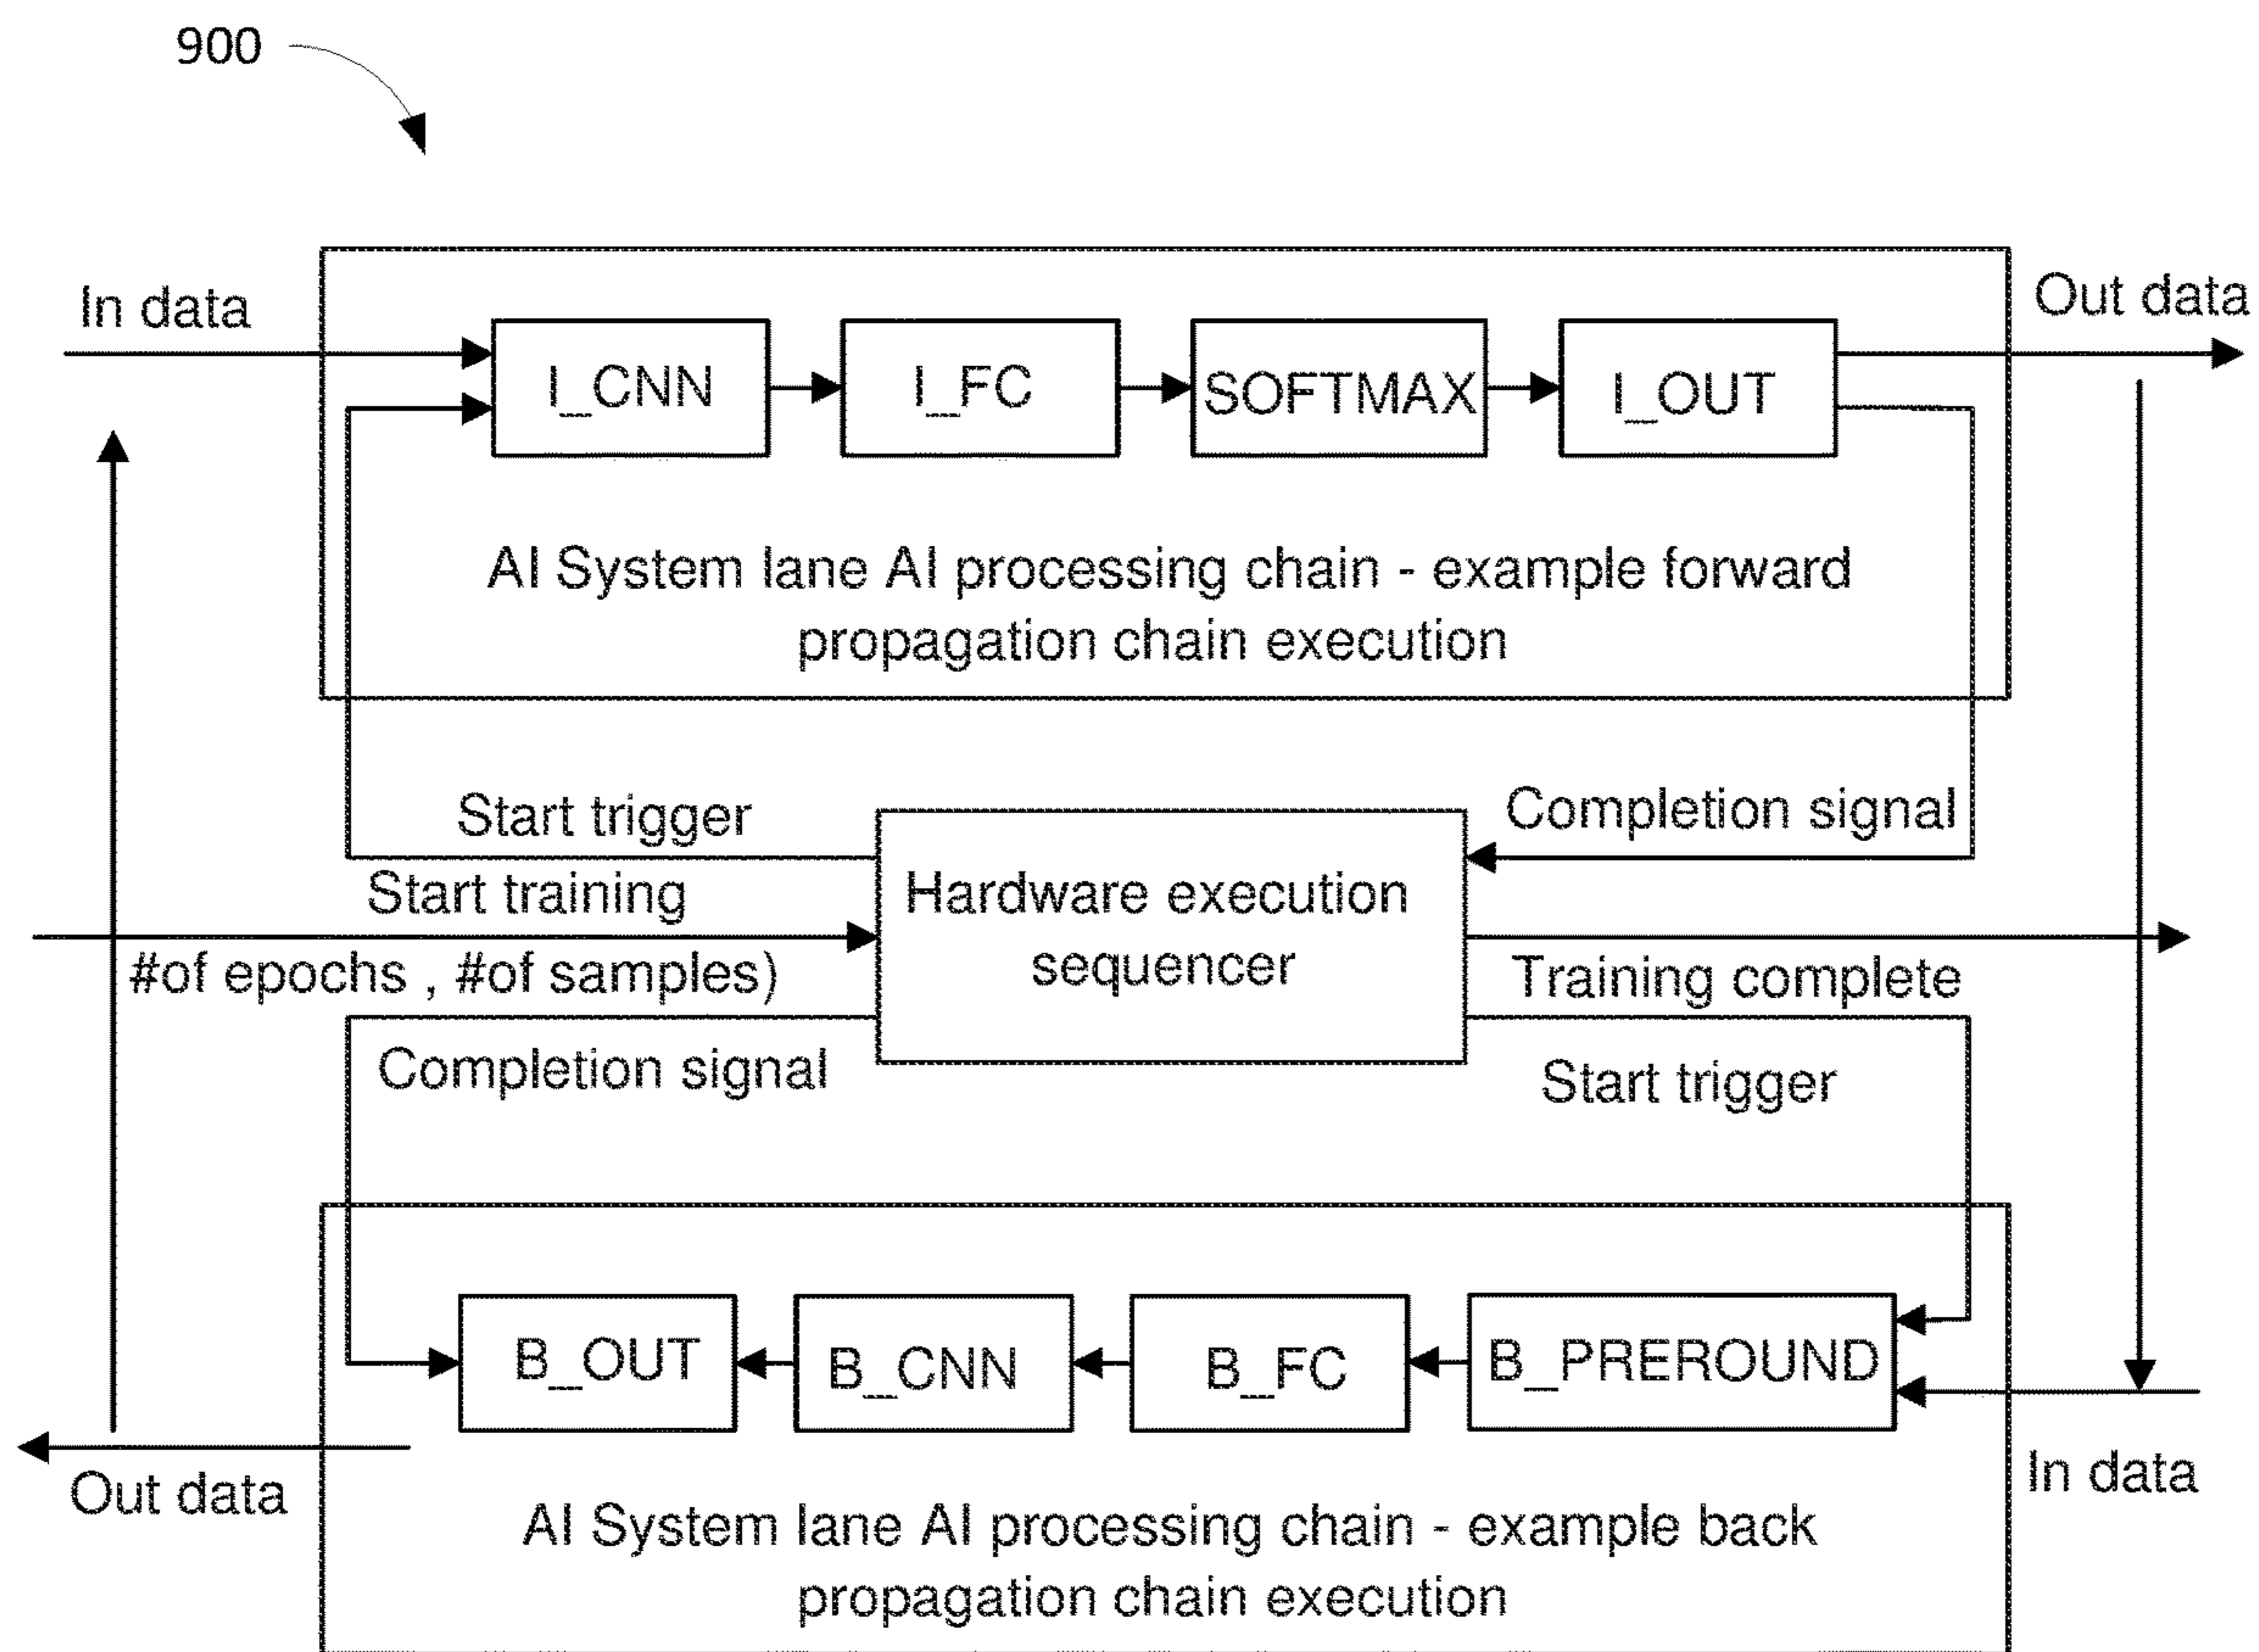 900
In data
Out data
I_CNN
I_FC
SOFTMAX
I_OUT
AI System lane AI processing chain - example forward
propagation chain execution
Start trigger
Completion signal
Start training
#of epochs , #of samples)
Hardware execution
sequencer
Training complete
Completion signal
Start trigger
B_OUT
B_CNN
B_FC
B_PREROUND
Out data
In data
AI System lane AI processing chain - example back
propagation chain execution